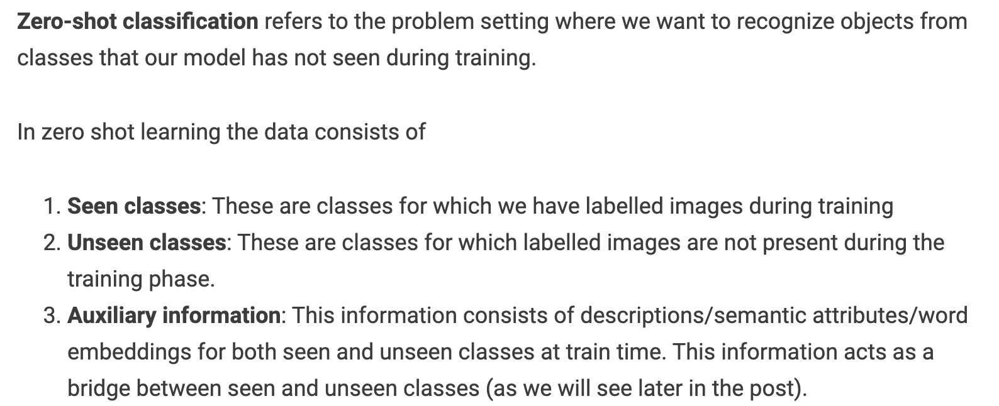 Zero-shot classification refers to the problem setting where we want to recognize objects from
classes that our model has not seen during training.
In zero shot learning the data consists of
1. Seen classes: These are classes for which we have labelled images during training
2. Unseen classes: These are classes for which labelled images are not present during the
training phase.
3. Auxiliary information: This information consists of descriptions/semantic attributes/word
embeddings for both seen and unseen classes at train time. This information acts as a
bridge between seen and unseen classes (as we will see later in the post).